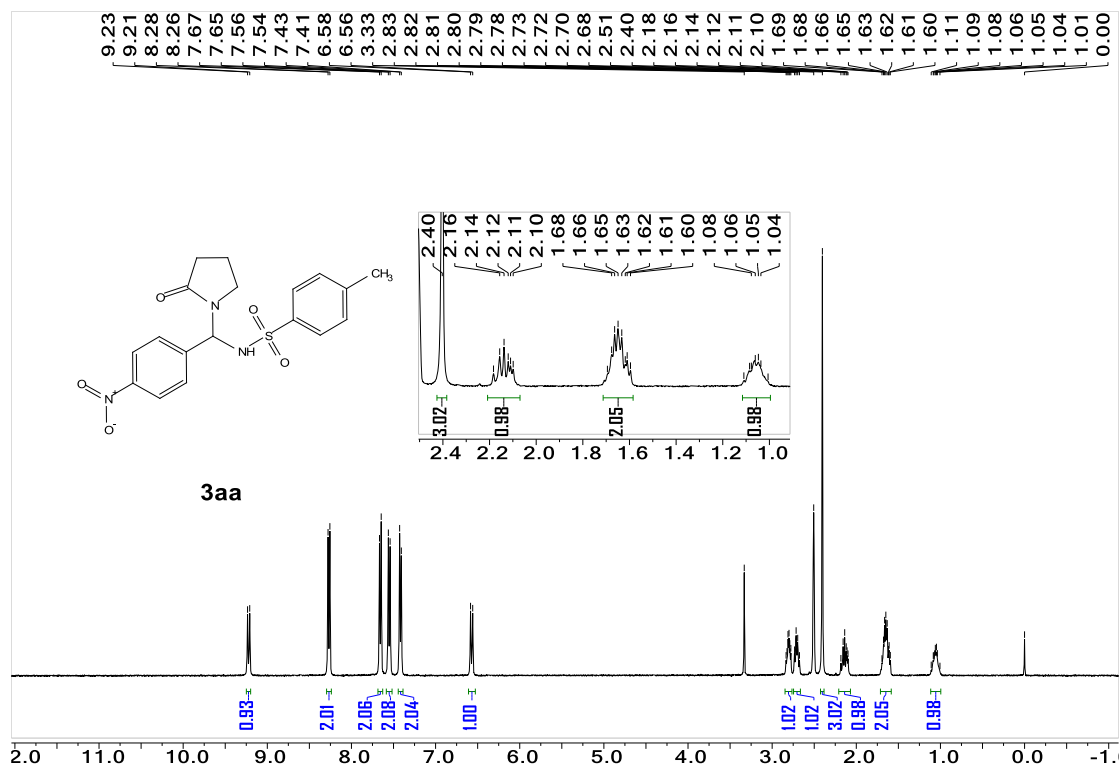 9.23 9.21 8.28 8.26 7.67 7.65 7.56 7.54 7.43 7.41 6.58 6.56 3.33 2.83 2.82 2.81 2.80 2.79 2.78 2.73 2.72 2.70 2.68 2.51 2.40 2.18 2.16 2.14 2.12 2.11 2.10 1.69 1.68 1.66 1.65 1.63 1.62 1.61 1.60 1.11 1.09 1.08 1.06 1.05 1.04 1.01 0.00
2.40 2.16 2.14 2.12 2.11 2.10 1.68 1.66 1.65 1.63 1.62 1.61 1.60 1.08 1.06 1.05 1.04
3.02 0.98 2.05 0.98
2.4 2.2 2.0 1.8 1.6 1.4 1.2 1.0
O N CH3
O S
NH O
O N+
O-
3aa
0.93 2.01 2.06 2.08 2.04 1.00 1.02 1.02 3.02 0.98 2.05 0.98
2.0 11.0 10.0 9.0 8.0 7.0 6.0 5.0 4.0 3.0 2.0 1.0 0.0 -1.